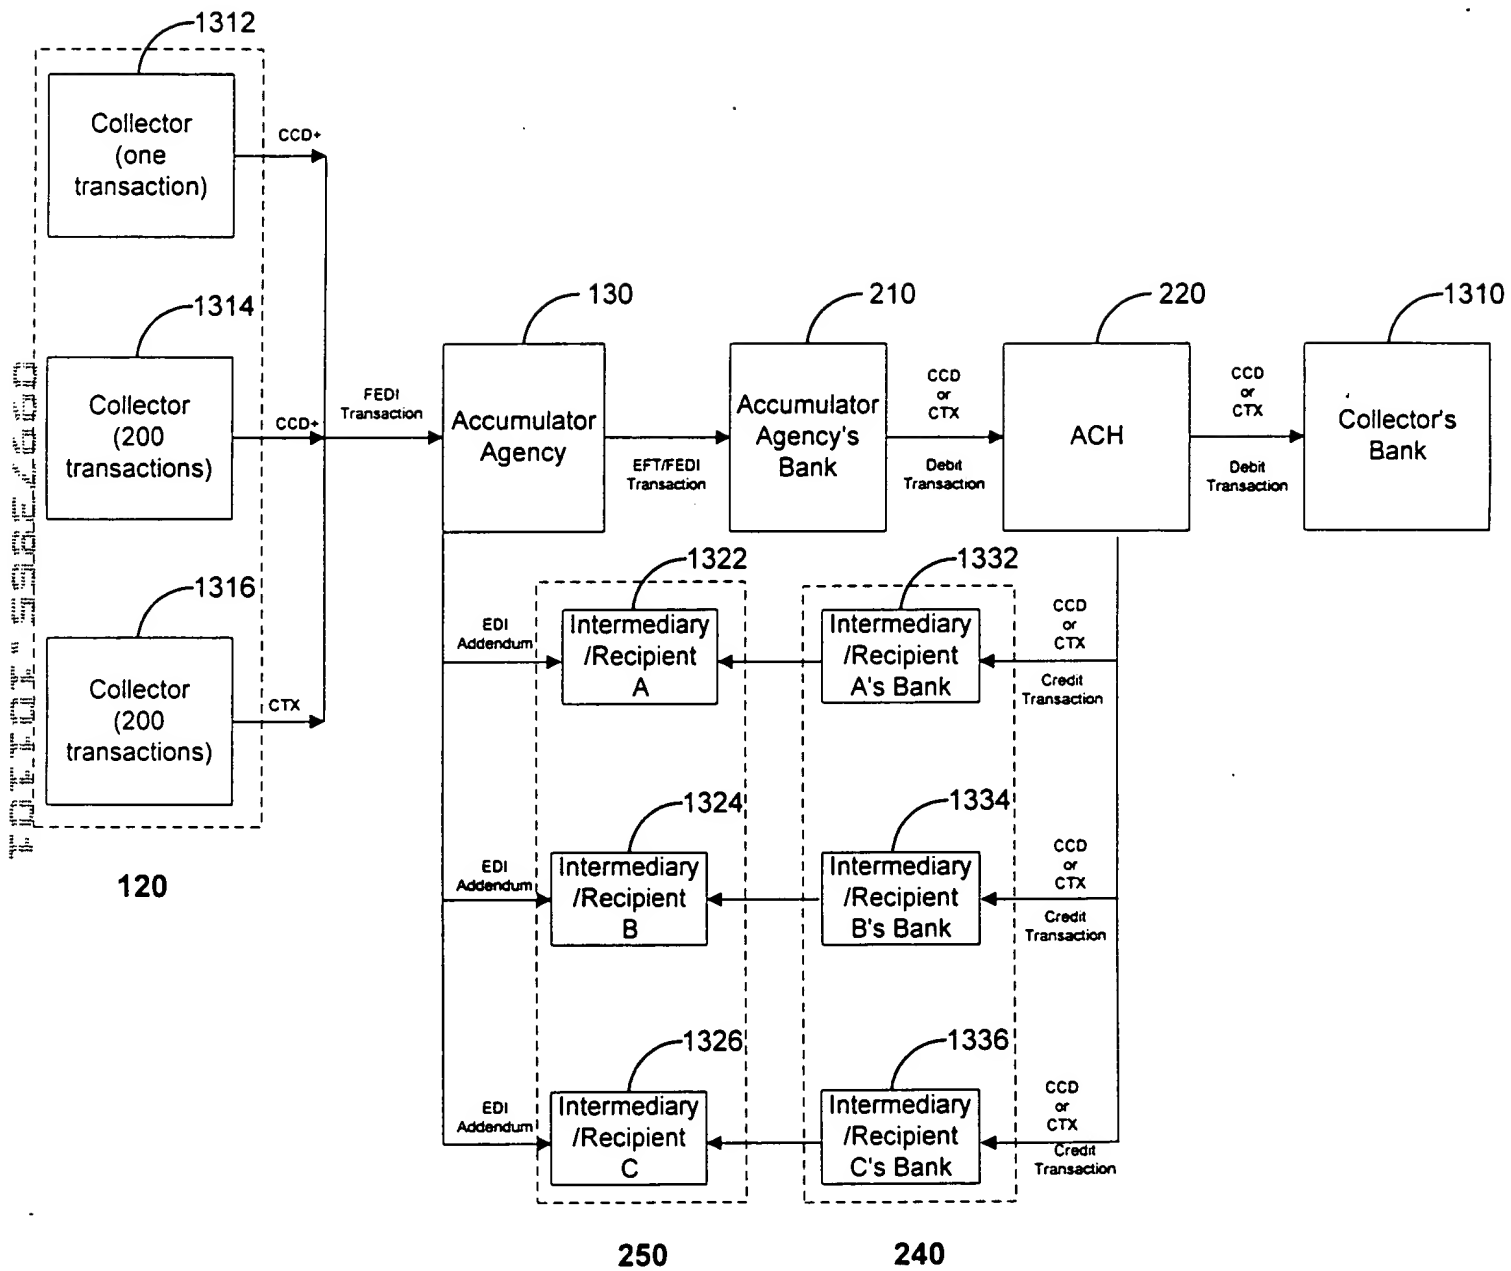 1312
Collector
(one
transaction)
CCD+
1314
Collector
(200
transactions)
CCD+
1316
Collector
(200
transactions)
CTX
120
FEDI
Transaction
130
Accumulator
Agency
EFT/FEDI
Transaction
210
Accumulator
Agency's
Bank
CCD
or
CTX
Debit
Transaction
220
ACH
CCD
or
CTX
Debit
Transaction
1310
Collector's
Bank
EDI
Addendum
1322
Intermediary
/Recipient
A
1332
Intermediary
/Recipient
A's Bank
CCD
or
CTX
Credit
Transaction
EDI
Addendum
1324
Intermediary
/Recipient
B
1334
Intermediary
/Recipient
B's Bank
CCD
or
CTX
Credit
Transaction
EDI
Addendum
1326
Intermediary
/Recipient
C
1336
Intermediary
/Recipient
C's Bank
CCD
or
CTX
Credit
Transaction
250
240